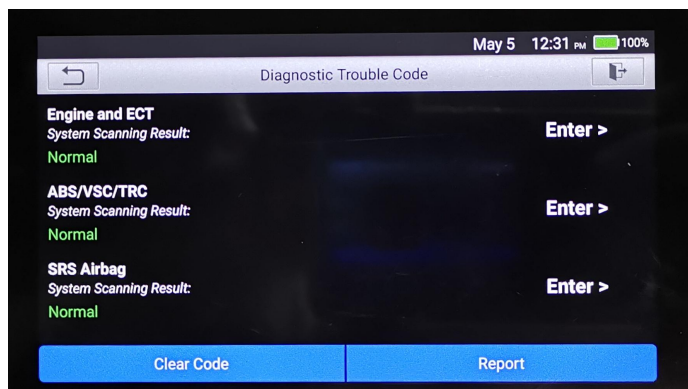 May 5 12:31 PM 100%
Diagnostic Trouble Code
Engine and ECT
System Scanning Result:
Enter >
Normal
ABS/VSC/TRC
System Scanning Result:
Enter >
Normal
SRS Airbag
System Scanning Result:
Enter >
Normal
Clear Code Report